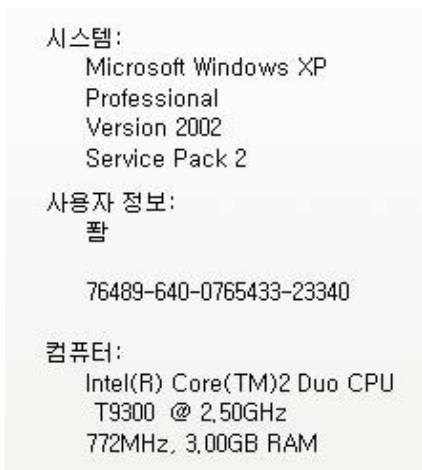 시스템:
Microsoft Windows XP
Professional
Version 2002
Service Pack 2
사용자 정보:
쫨
76489-640-0765433-23340
컴퓨터:
Intel(R) Core(TM)2 Duo CPU
T9300 @ 2,50GHz
772MHz, 3,00GB RAM